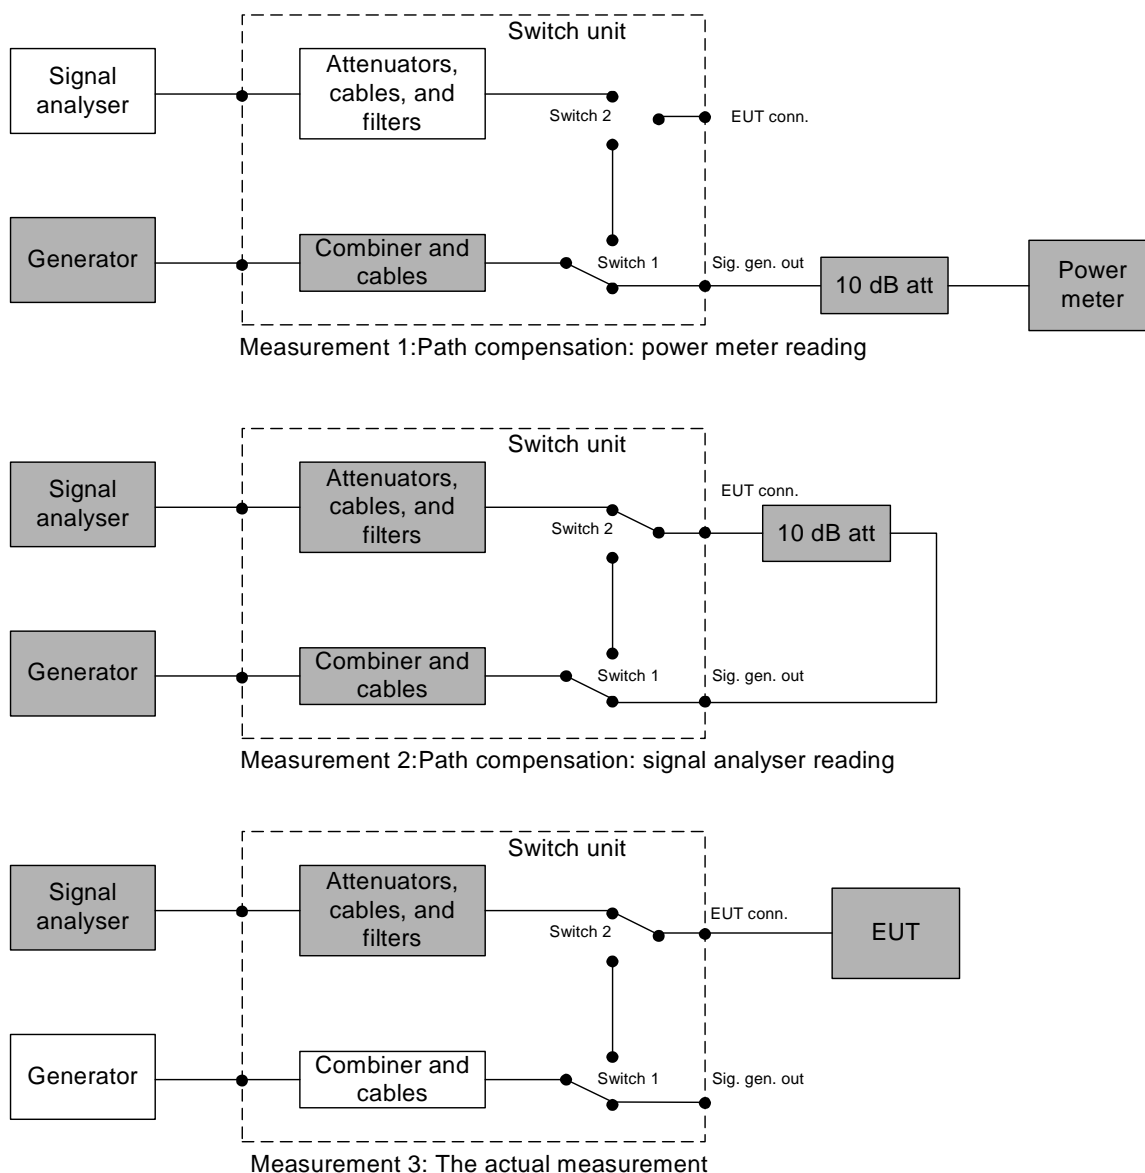 Switch unit
Signal
analyser
Attenuators,
cables, and
filters
Switch 2
EUT conn.
Generator
Combiner and
cables
Switch 1
Sig. gen. out
10 dB att
Power
meter
Measurement 1:Path compensation: power meter reading
Switch unit
Signal
analyser
Attenuators,
cables, and
filters
Switch 2
EUT conn.
10 dB att
Generator
Combiner and
cables
Switch 1
Sig. gen. out
Measurement 2:Path compensation: signal analyser reading
Switch unit
Signal
analyser
Attenuators,
cables, and
filters
Switch 2
EUT conn.
EUT
Generator
Combiner and
cables
Switch 1
Sig. gen. out
Measurement 3: The actual measurement